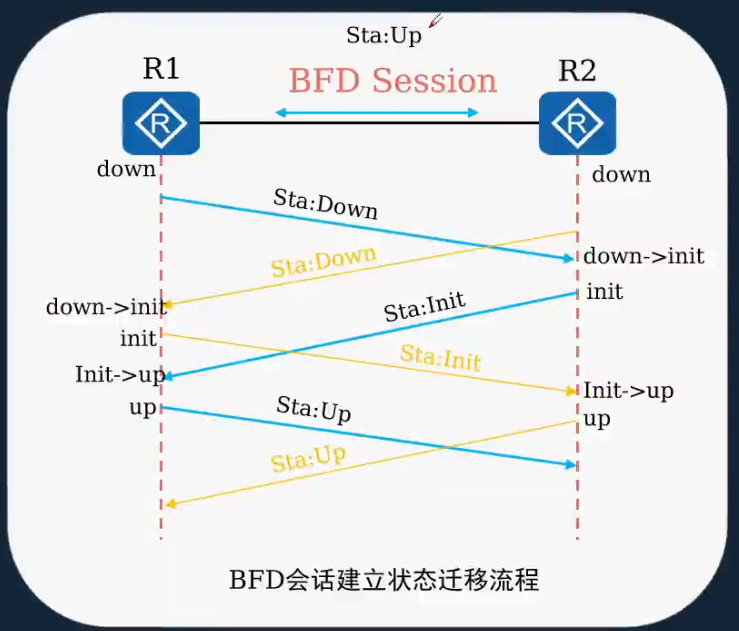 Sta:Up
R1
BFD Session
R2
R
R
down
down
Sta:Down
Sta:Down
down->init
init
down->init
Sta:Init
init
Sta:Init
Init->up
Init->up
up
Sta:Up
up
Sta:Up
BFD会话建立状态迁移流程